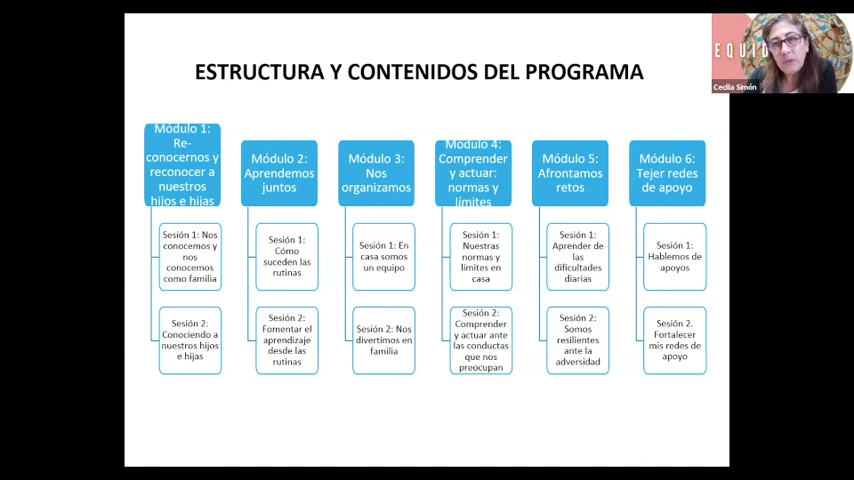 EQUID
Cecilia Simón
ESTRUCTURA Y CONTENIDOS DEL PROGRAMA
Módulo 1:
Re-
conocernos y
reconocer a
nuestros
hijos e hijas
Sesión 1: Nos
conocemos y
nos
conocemos
como familia
Sesión 2:
Conociendo a
nuestros hijos
e hijas
Módulo 2:
Aprendemos
juntos
Sesión 1:
Cómo
suceden las
rutinas
Sesión 2:
Fomentar el
aprendizaje
desde las
rutinas
Módulo 3:
Nos
organizamos
Sesión 1: En
casa somos
un equipo
Sesión 2: Nos
divertimos en
familia
Módulo 4:
Comprender
y actuar:
normas y
límites
Sesión 1:
Nuestras
normas y
límites en
casa
Sesión 2:
Comprender
y actuar ante
las conductas
que nos
preocupan
Módulo 5:
Afrontamos
retos
Sesión 1:
Aprender de
las
dificultades
diarias
Sesión 2:
Somos
resilientes
ante la
adversidad
Módulo 6:
Tejer redes
de apoyo
Sesión 1:
Hablemos de
apoyos
Sesión 2.
Fortalecer
mis redes de
apoyo